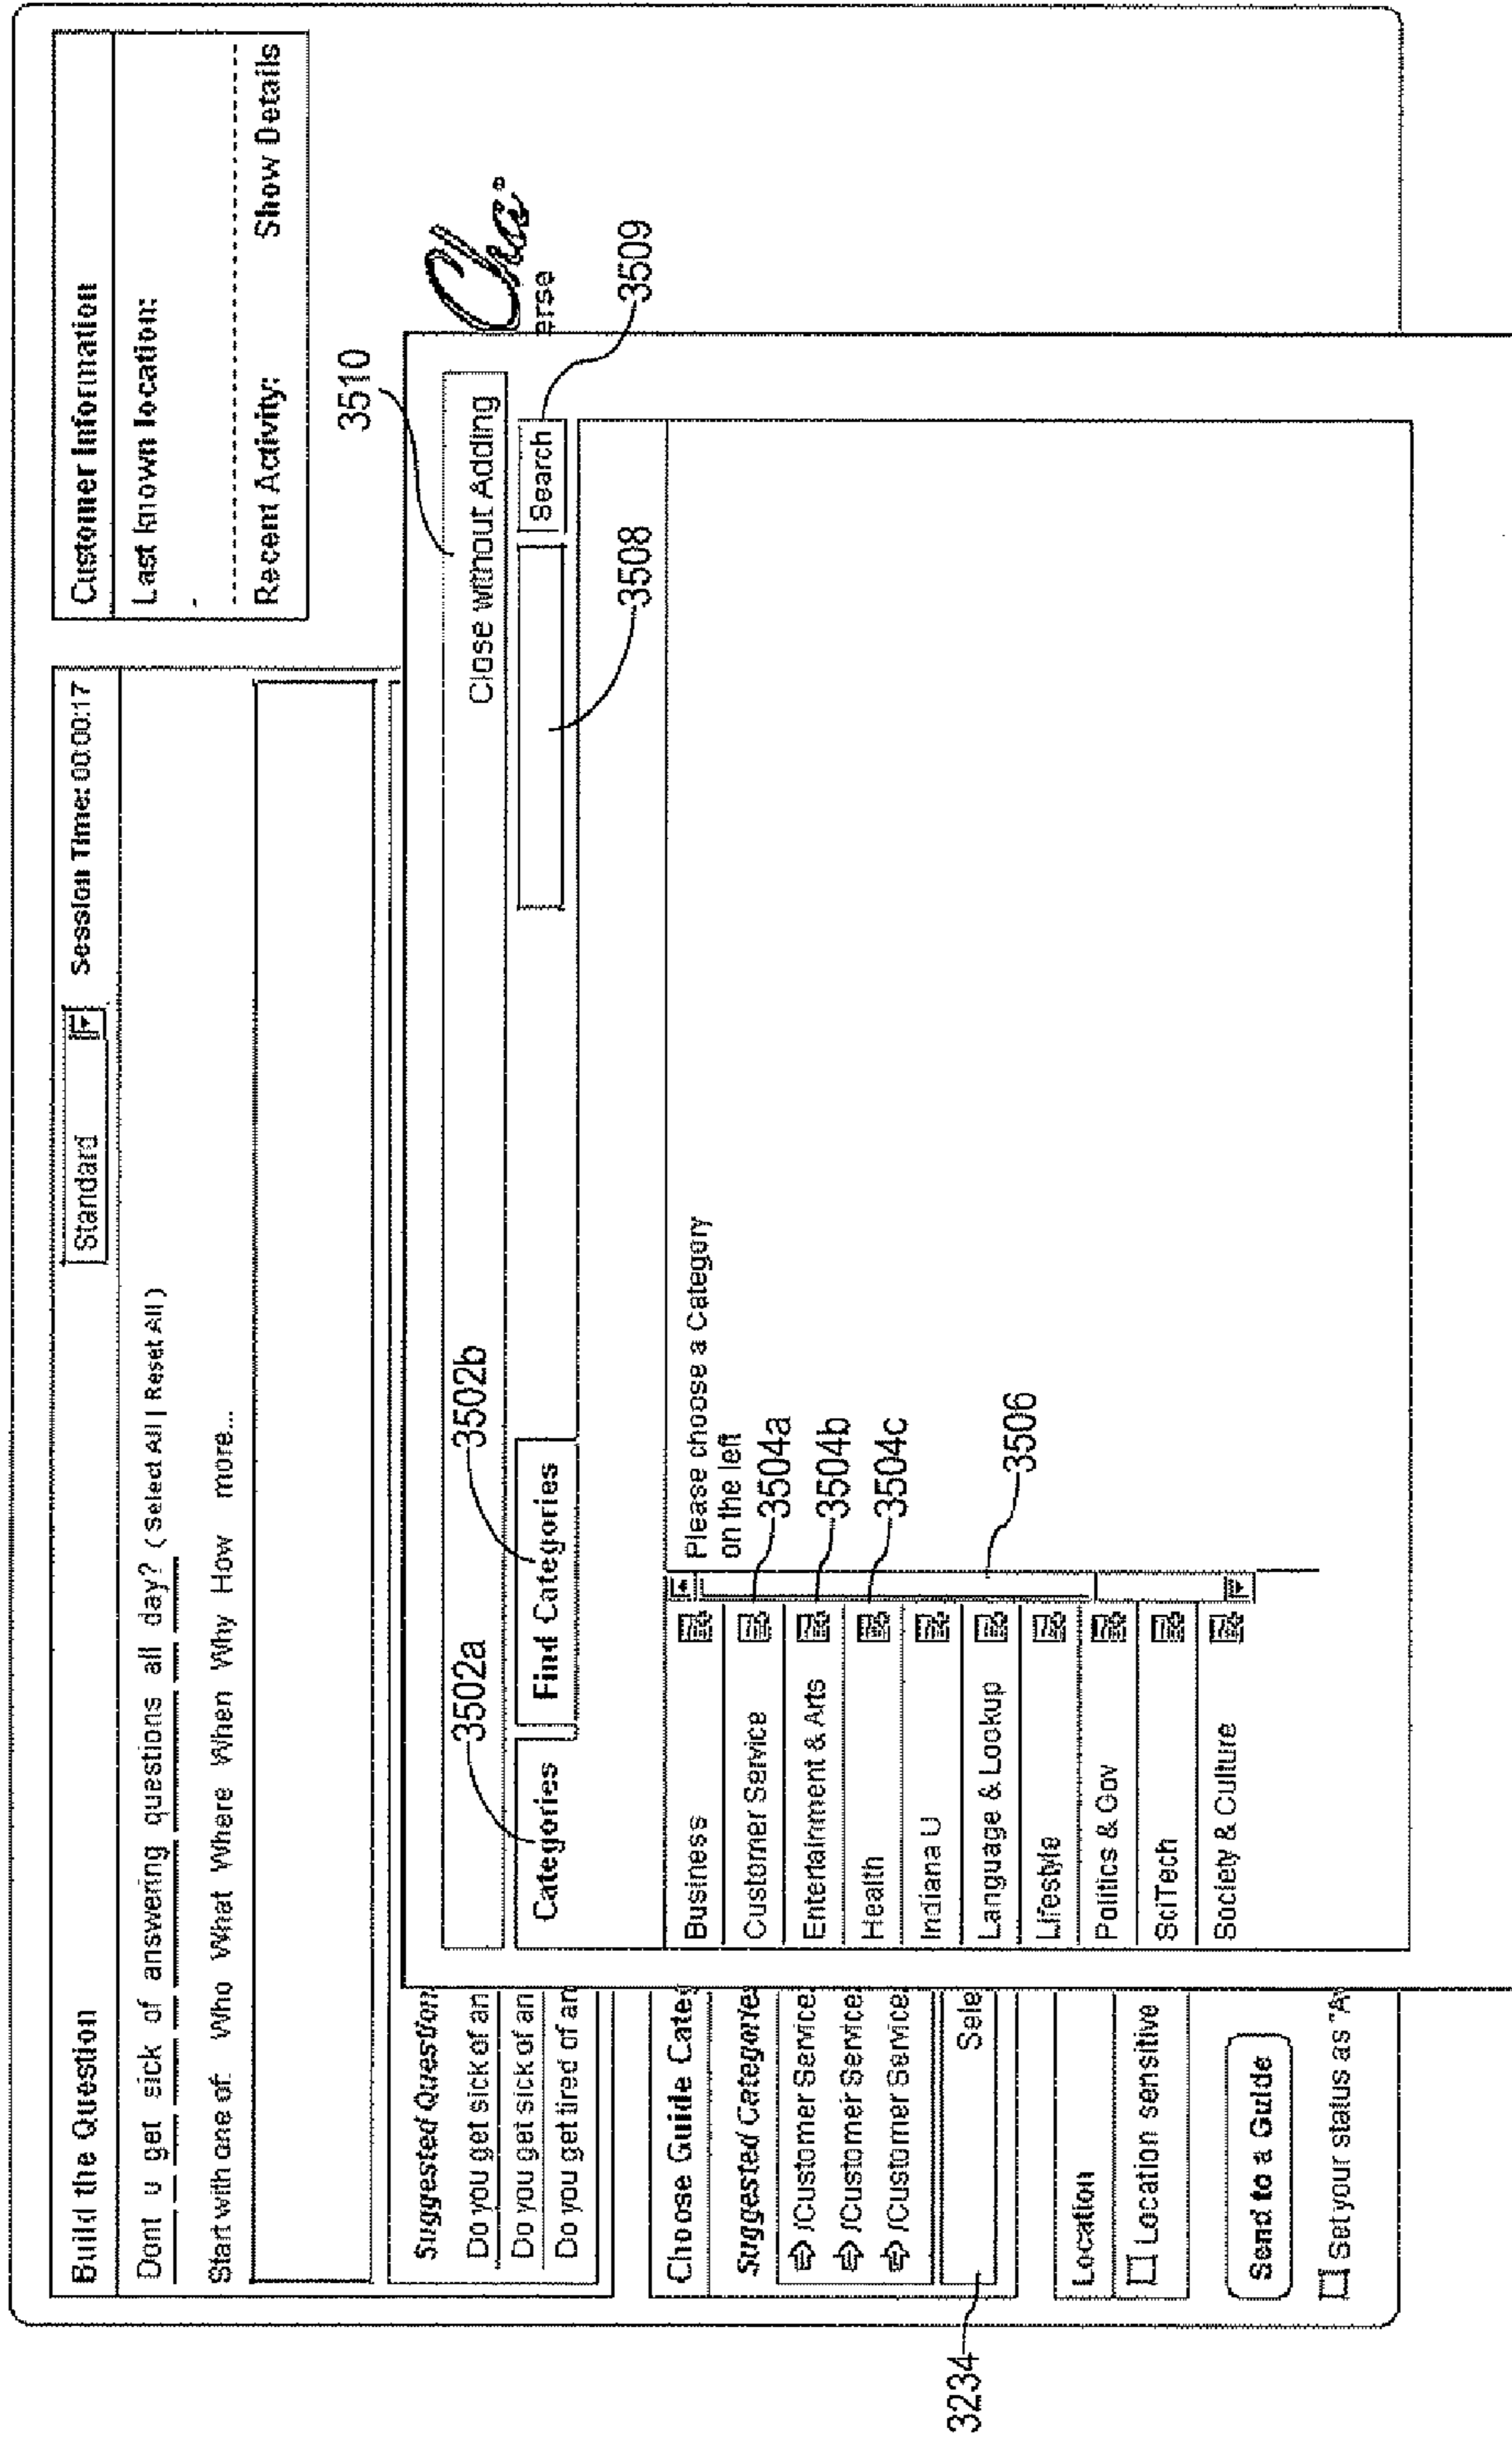 Build the Question
Standard
Session Time: 00:00:17
Dont u get sick of answering questions all day? ( Select All | Reset All )
Start with one of: Who What Where When Why How more...
Customer Information
Last known location:
Recent Activity:
Show Details
Suggested Question
Do you get sick of an
Do you get sick of an
Do you get tired of an
Choose Guide Categ
Suggested Categories
/Customer Service
/Customer Service
/Customer Service
Sele
3234
Location
Location sensitive
Send to a Guide
Set your status as "Av
3510
Close without Adding
3502a
3502b
Categories
Find Categories
Search
3509
3508
Cha
erse
Business
Customer Service
Entertainment & Arts
Health
Indiana U
Language & Lookup
Lifestyle
Politics & Gov
SciTech
Society & Culture
Please choose a Category
on the left
3504a
3504b
3504c
3506